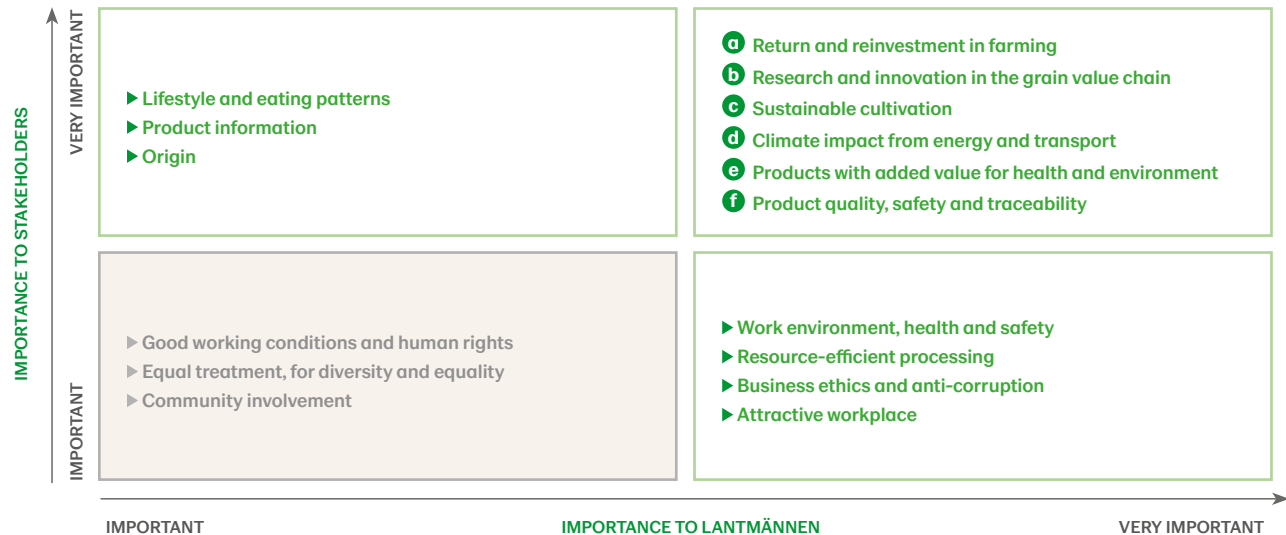 IMPORTANCE TO STAKEHOLDERS
VERY IMPORTANT
IMPORTANT
▶ Lifestyle and eating patterns
▶ Product information
▶ Origin
a Return and reinvestment in farming
b Research and innovation in the grain value chain
c Sustainable cultivation
d Climate impact from energy and transport
e Products with added value for health and environment
f Product quality, safety and traceability
▶ Good working conditions and human rights
▶ Equal treatment, for diversity and equality
▶ Community involvement
▶ Work environment, health and safety
▶ Resource-efficient processing
▶ Business ethics and anti-corruption
▶ Attractive workplace
IMPORTANT
IMPORTANCE TO LANTMÄNNEN
VERY IMPORTANT